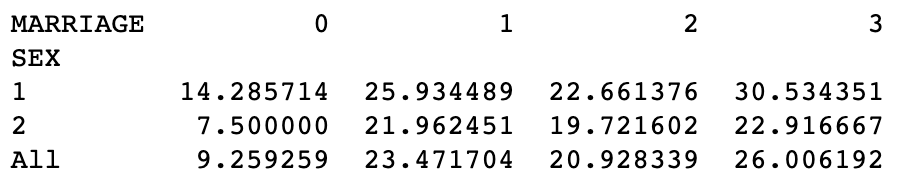 MARRIAGE 0 1 2 3
SEX
1 14.285714 25.934489 22.661376 30.534351
2 7.500000 21.962451 19.721602 22.916667
All 9.259259 23.471704 20.928339 26.006192